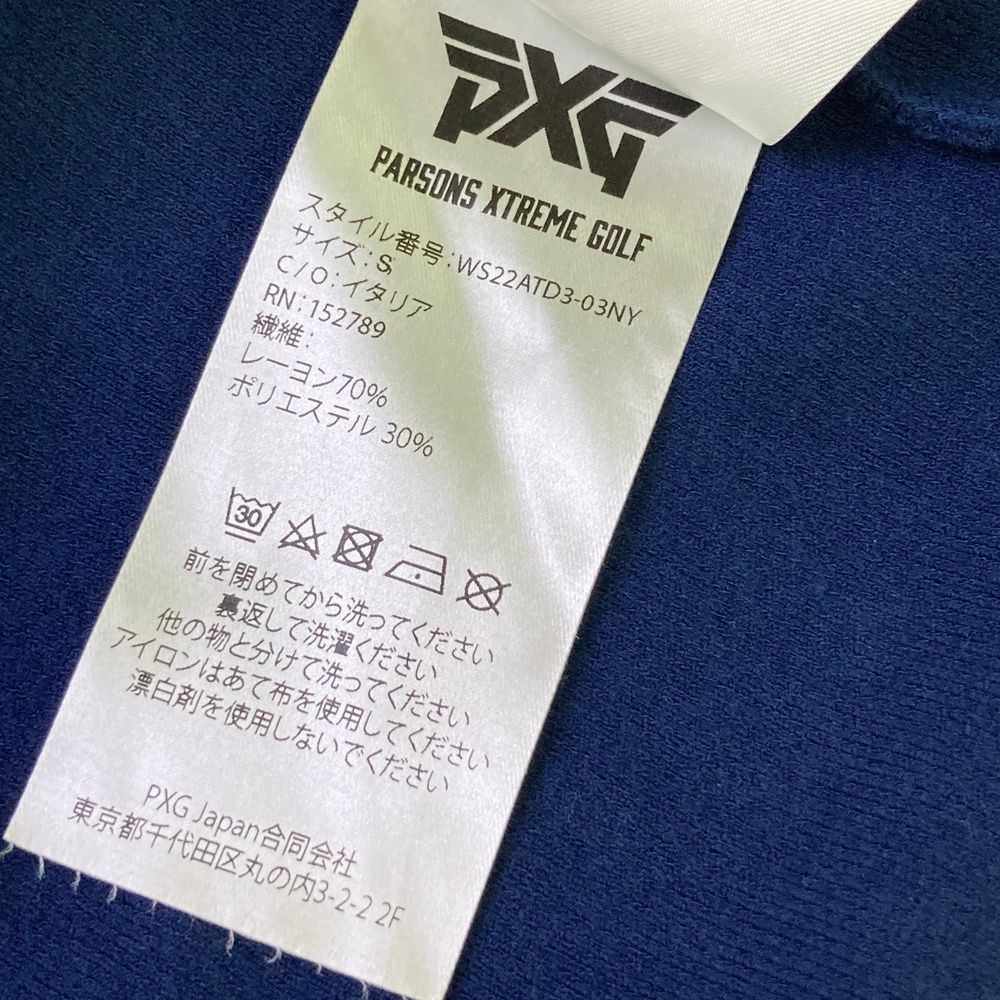 PXG
PARSONS XTREME GOLF
スタイル番号:WS22ATD3-03NY
サイズ:S
C/O:イタリア
RN:152789
繊維:
レーヨン70%
ポリエステル 30%
30
前を閉めてから洗ってください
裏返して洗濯ください
他の物と分けて洗ってください
アイロンはあて布を使用してください
漂白剤を使用しないでください
PXG Japan合同会社
東京都千代田区丸の内3-2-2 2F